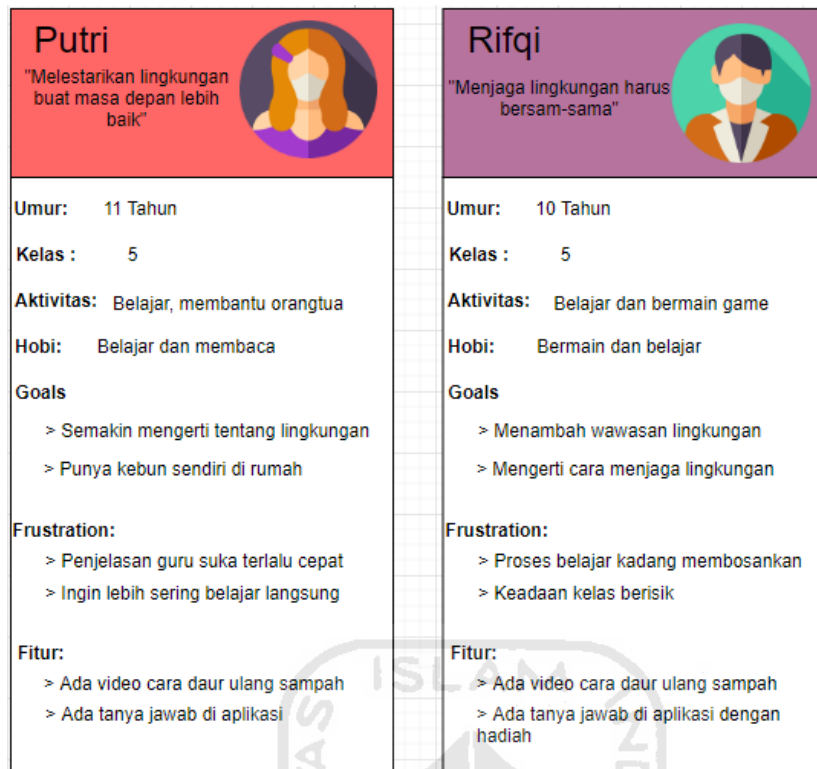 Putri
"Melestarikan lingkungan
buat masa depan lebih
baik"
Umur: 11 Tahun
Kelas : 5
Aktivitas: Belajar, membantu orangtua
Hobi: Belajar dan membaca
Goals
> Semakin mengerti tentang lingkungan
> Punya kebun sendiri di rumah
Frustration:
> Penjelasan guru suka terlalu cepat
> Ingin lebih sering belajar langsung
Fitur:
> Ada video cara daur ulang sampah
> Ada tanya jawab di aplikasi
Rifqi
"Menjaga lingkungan harus
bersam-sama"
Umur: 10 Tahun
Kelas : 5
Aktivitas: Belajar dan bermain game
Hobi: Bermain dan belajar
Goals
> Menambah wawasan lingkungan
> Mengerti cara menjaga lingkungan
Frustration:
> Proses belajar kadang membosankan
> Keadaan kelas berisik
Fitur:
> Ada video cara daur ulang sampah
> Ada tanya jawab di aplikasi dengan
hadiah
ISLAM